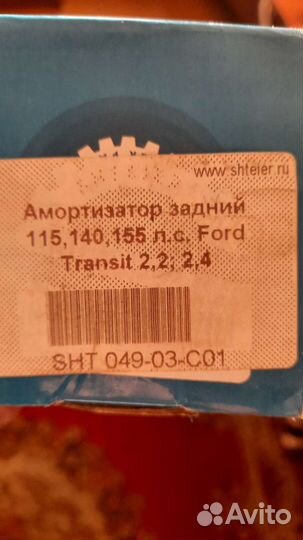 www.shteier.ru
Амортизатор задний
115,140,155 л.с. Ford
Transit 2,2; 2,4
SHT 049-03-C01
Avito